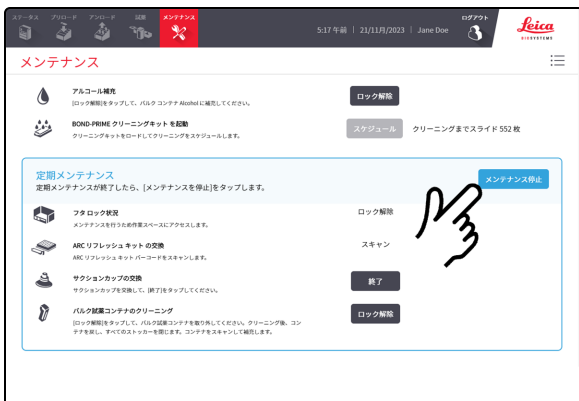 ステータス プリロード アンロード 試薬 メンテナンス
5:17 午前 | 21/11月/2023 | Jane Doe ログアウト
Leica
BIOSYSTEMS
メンテナンス
アルコール補充
[ロック解除]をタップして、バルク コンテナ Alcohol に補充してください。
ロック解除
BOND-PRIME クリーニングキット を起動
クリーニングキットをロードしてクリーニングをスケジュールします。
スケジュール クリーニングまでスライド 552 枚
定期メンテナンス
定期メンテナンスが終了したら、[メンテナンスを停止]をタップします。
メンテナンス停止
フタ ロック状況
メンテナンスを行うため作業スペースにアクセスします。
ロック解除
ARC リフレッシュ キット の交換
ARC リフレッシュ キット バーコードをスキャンします。
スキャン
サクションカップの交換
サクションカップを交換して、[終了]をタップしてください。
終了
バルク試薬コンテナのクリーニング
[ロック解除]をタップして、バルク試薬コンテナを取り外してください。クリーニング後、コン
テナを戻し、すべてのストッカーを閉じます。コンテナをスキャンして補充します。
ロック解除